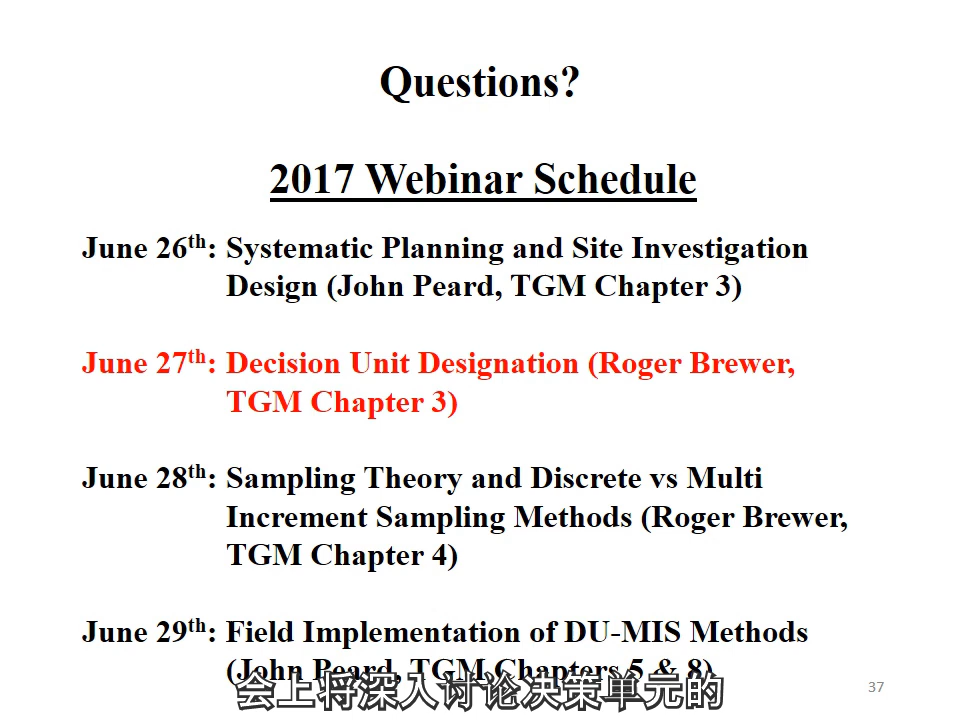 Questions?
2017 Webinar Schedule
June 26th: Systematic Planning and Site Investigation
Design (John Peard, TGM Chapter 3)
June 27th: Decision Unit Designation (Roger Brewer,
TGM Chapter 3)
June 28th: Sampling Theory and Discrete vs Multi
Increment Sampling Methods (Roger Brewer,
TGM Chapter 4)
June 29th: Field Implementation of DU-MIS Methods
(John Peard, TGM Chapters 5 & 8)
会上将深入讨论决策单元的
37